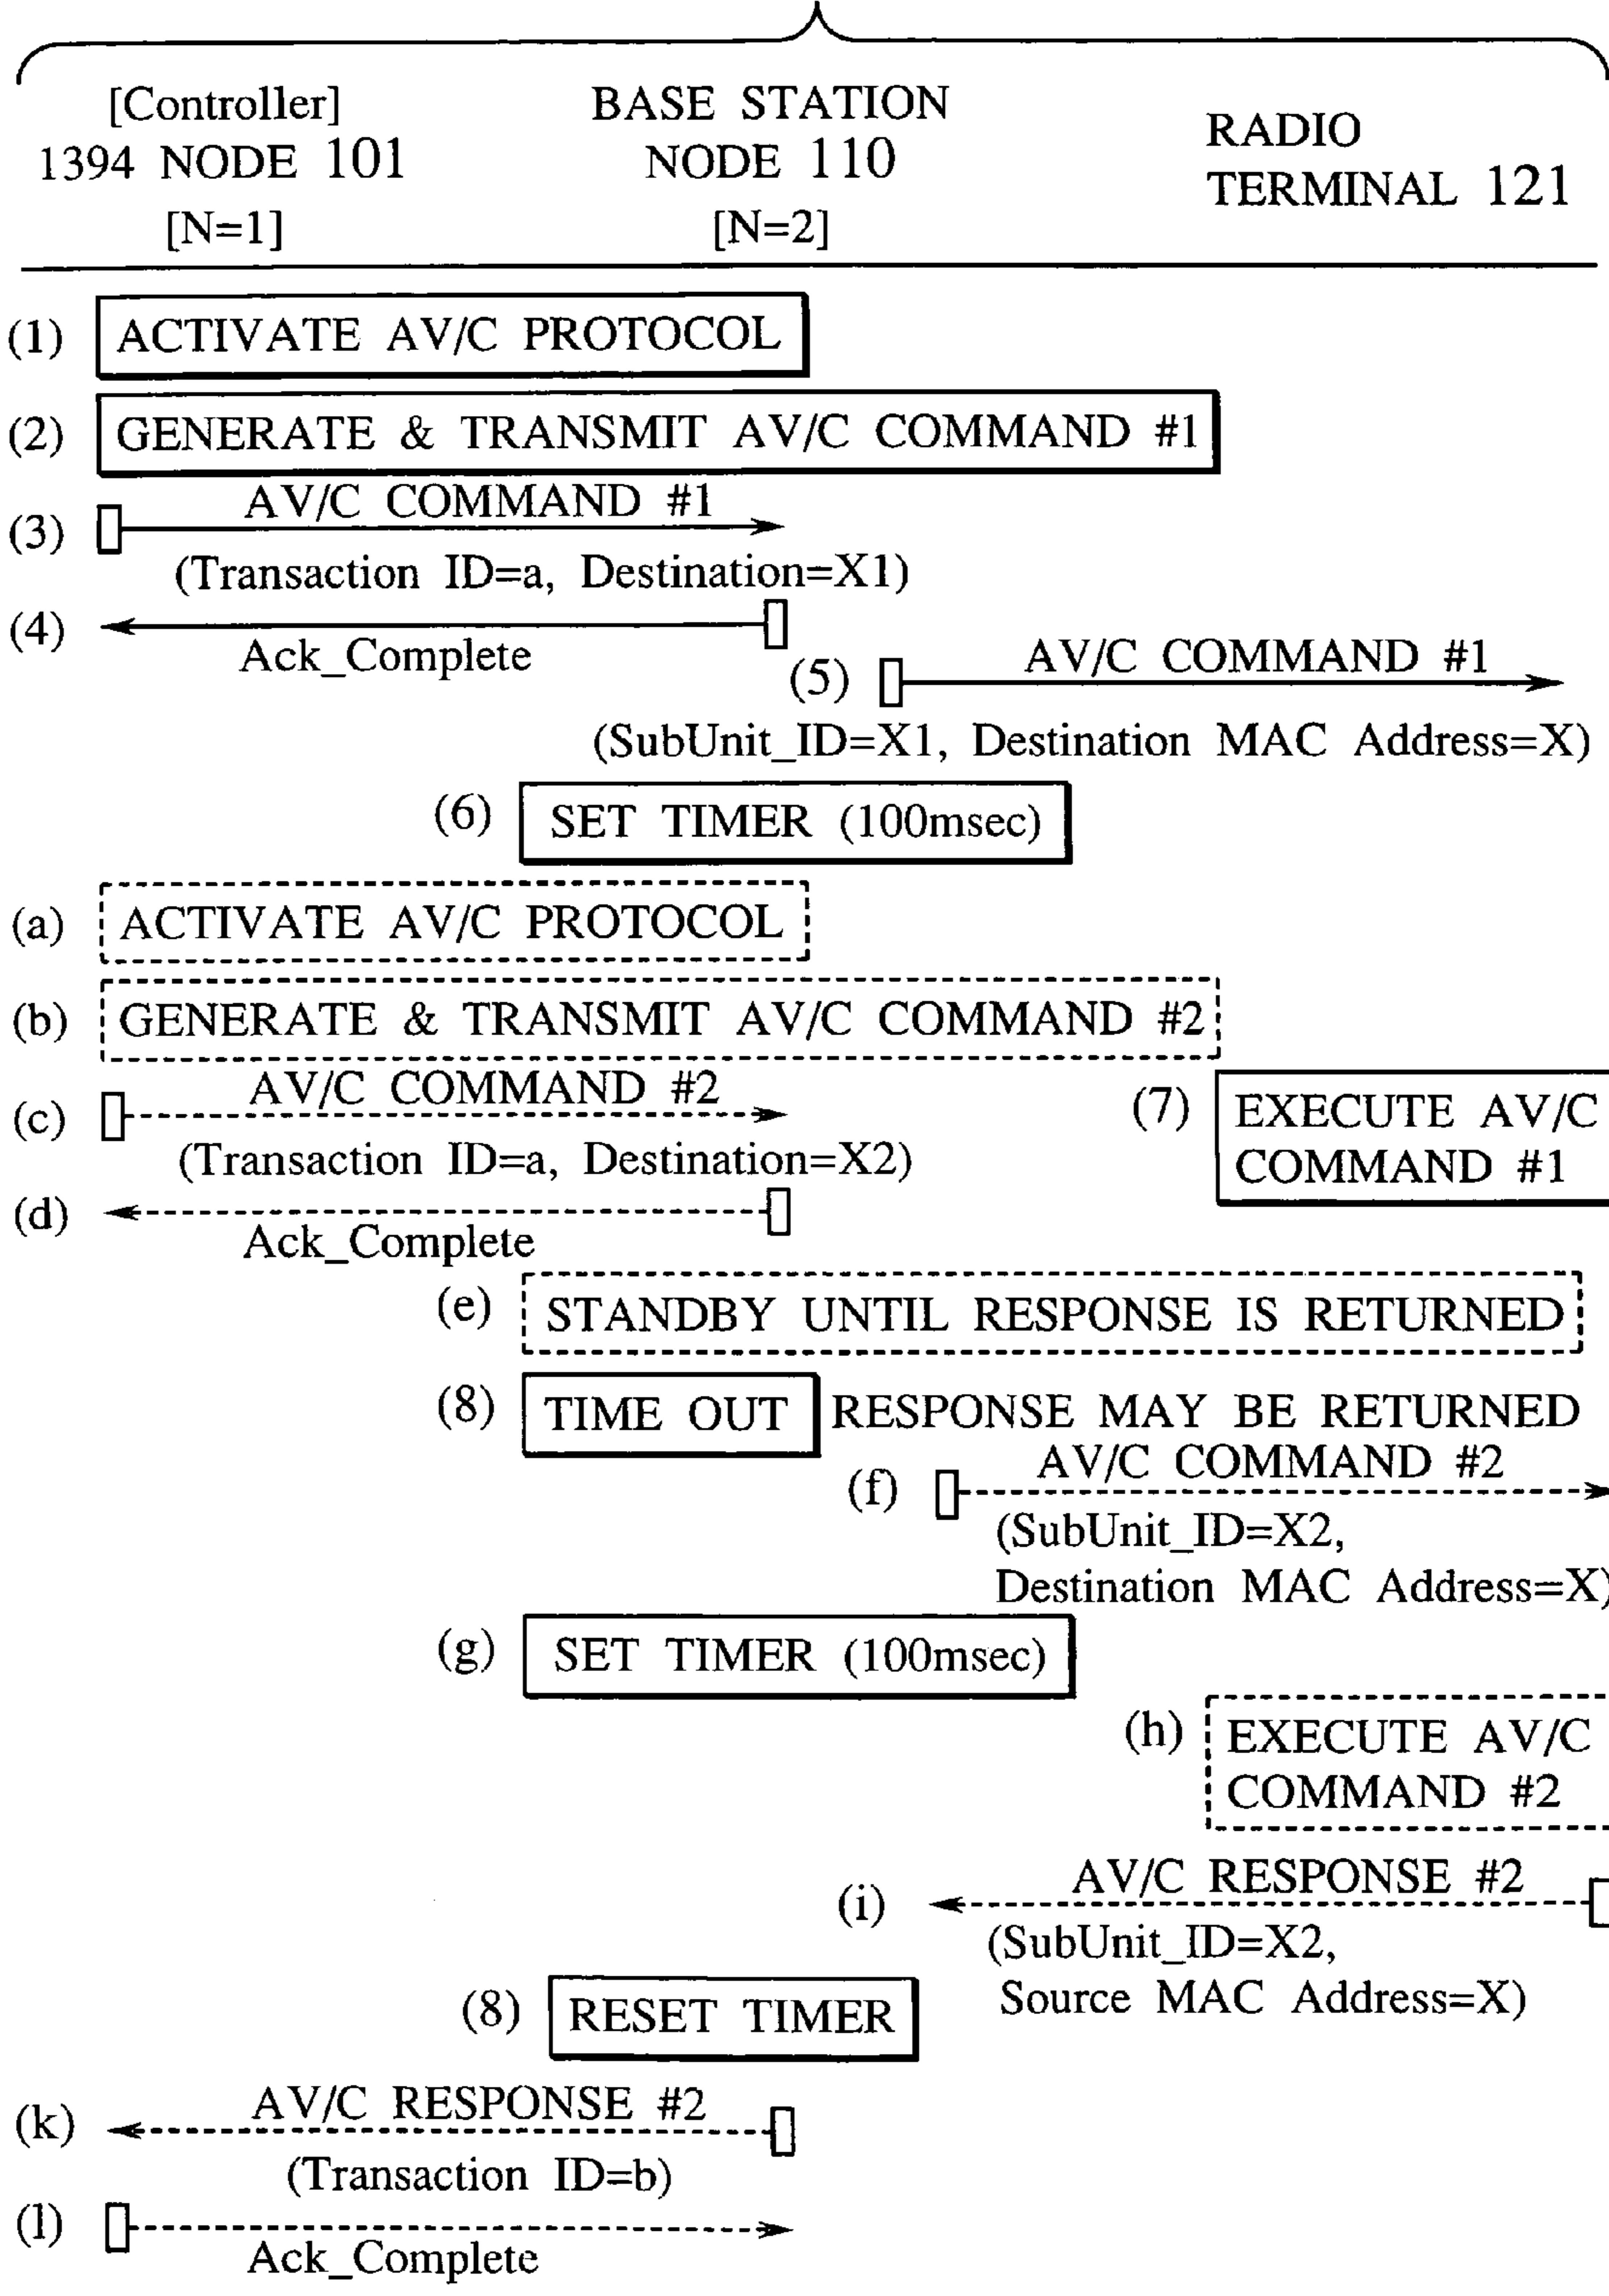 [Controller]
1394 NODE 101
[N=1]
BASE STATION
NODE 110
[N=2]
RADIO
TERMINAL 121
(1) ACTIVATE AV/C PROTOCOL
(2) GENERATE & TRANSMIT AV/C COMMAND #1
(3) AV/C COMMAND #1
(Transaction ID=a, Destination=X1)
(4) Ack_Complete
(5) AV/C COMMAND #1
(SubUnit_ID=X1, Destination MAC Address=X)
(6) SET TIMER (100msec)
(a) ACTIVATE AV/C PROTOCOL
(b) GENERATE & TRANSMIT AV/C COMMAND #2
(c) AV/C COMMAND #2
(Transaction ID=a, Destination=X2)
(7) EXECUTE AV/C
COMMAND #1
(d) Ack_Complete
(e) STANDBY UNTIL RESPONSE IS RETURNED
(8) TIME OUT RESPONSE MAY BE RETURNED
(f) AV/C COMMAND #2
(SubUnit_ID=X2,
Destination MAC Address=X)
(g) SET TIMER (100msec)
(h) EXECUTE AV/C
COMMAND #2
(i) AV/C RESPONSE #2
(SubUnit_ID=X2,
Source MAC Address=X)
(8) RESET TIMER
(k) AV/C RESPONSE #2
(Transaction ID=b)
(l) Ack_Complete